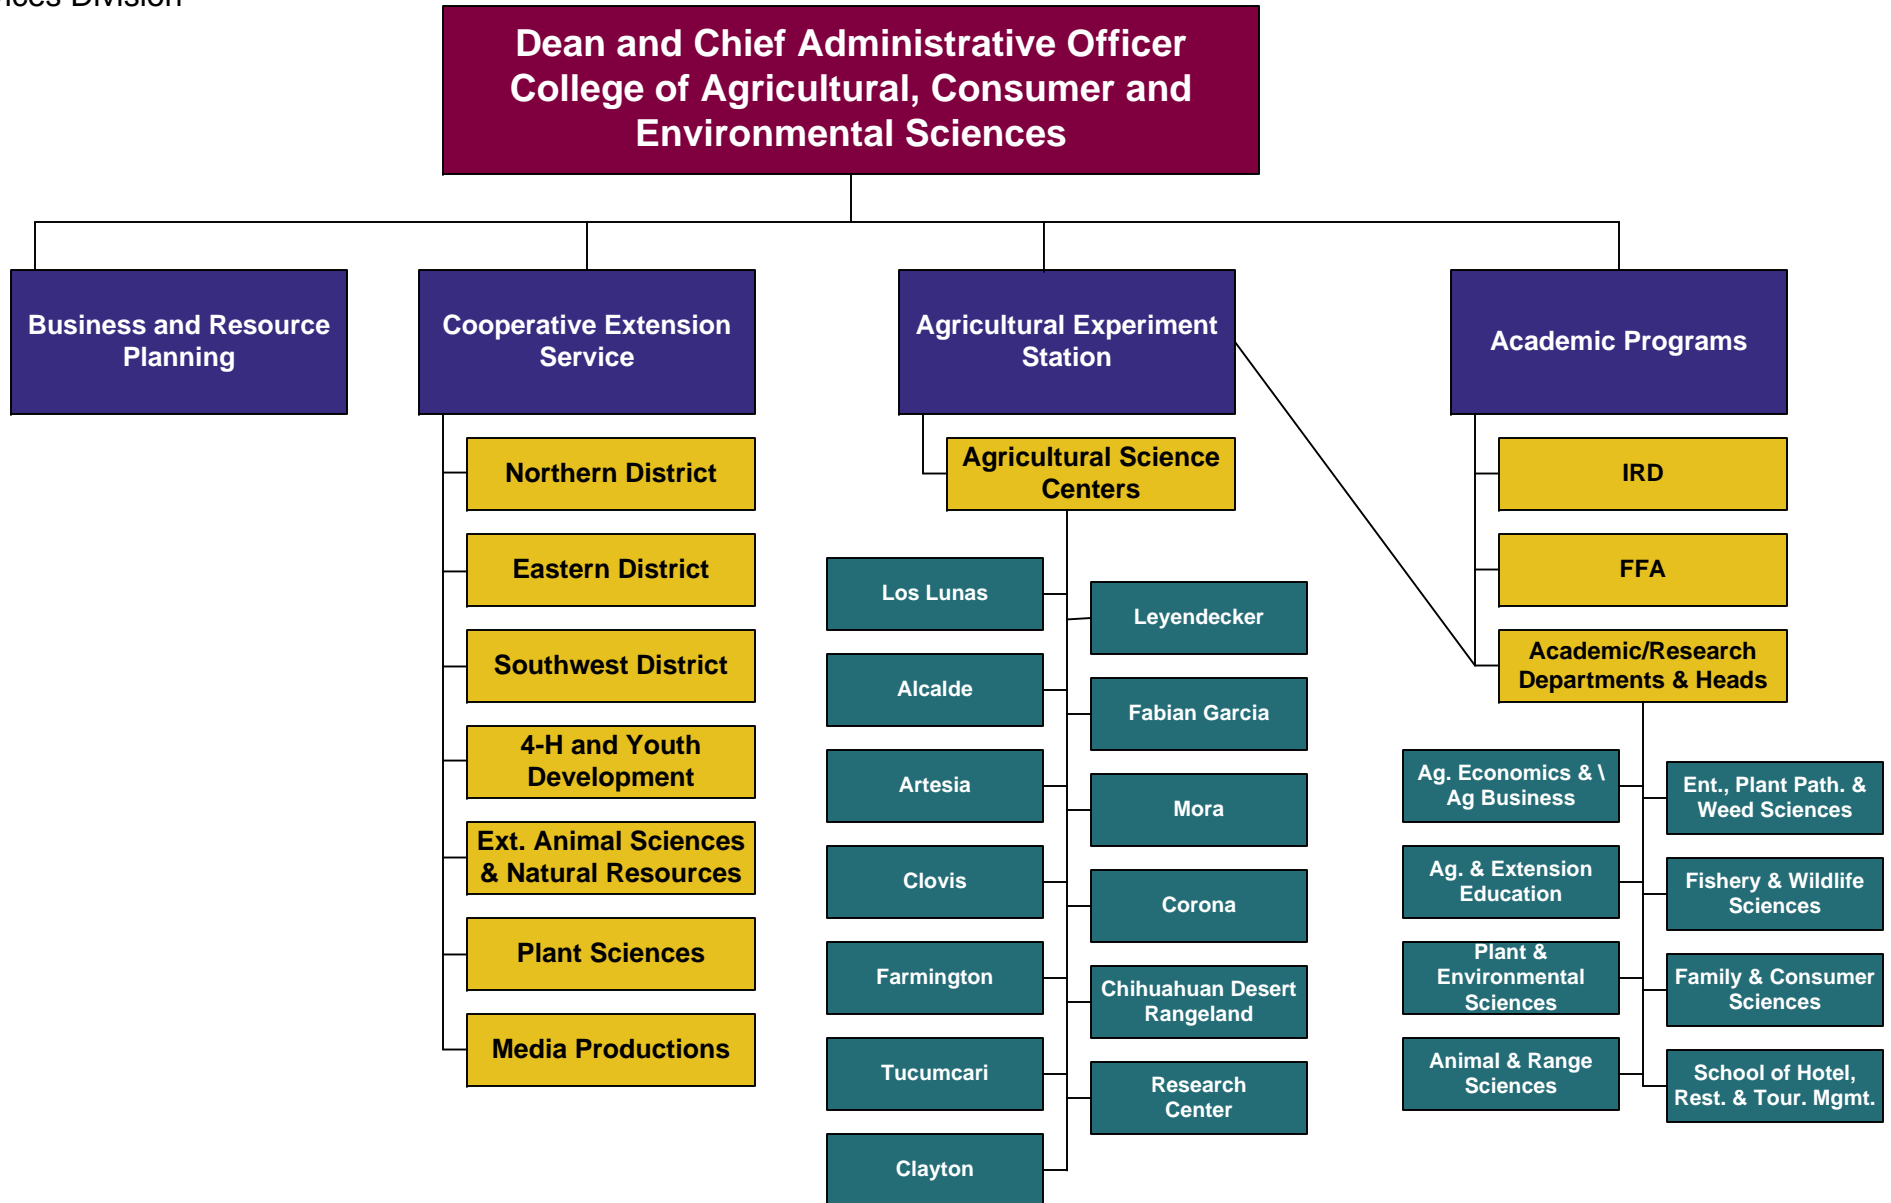 Division
Dean and Chief Administrative Officer
College of Agricultural, Consumer and
Environmental Sciences
Business and Resource
Planning
Cooperative Extension
Service
Agricultural Experiment
Station
Academic Programs
Northern District
Eastern District
Southwest District
4-H and Youth
Development
Ext. Animal Sciences
& Natural Resources
Plant Sciences
Media Productions
Agricultural Science
Centers
Los Lunas
Alcalde
Artesia
Clovis
Farmington
Tucumcari
Clayton
Leyendecker
Fabian Garcia
Mora
Corona
Chihuahuan Desert
Rangeland
Research
Center
IRD
FFA
Academic/Research
Departments & Heads
Ag. Economics & \
Ag Business
Ag. & Extension
Education
Plant &
Environmental
Sciences
Animal & Range
Sciences
Ent., Plant Path. &
Weed Sciences
Fishery & Wildlife
Sciences
Family & Consumer
Sciences
School of Hotel,
Rest. & Tour. Mgmt.